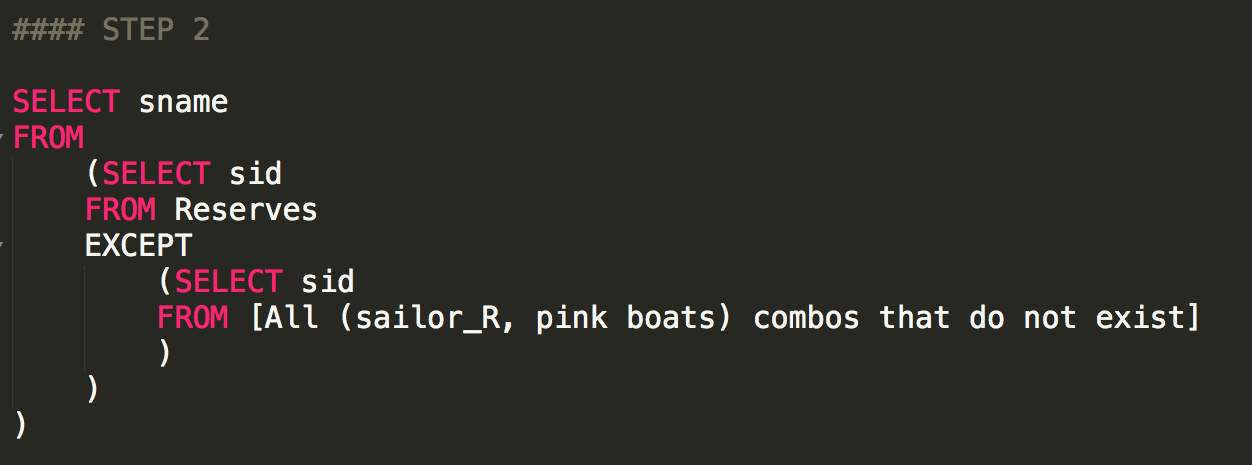 #### STEP 2
SELECT sname
FROM
(SELECT sid
FROM Reserves
EXCEPT
(SELECT sid
FROM [All (sailor_R, pink boats) combos that do not exist]
)
)
)